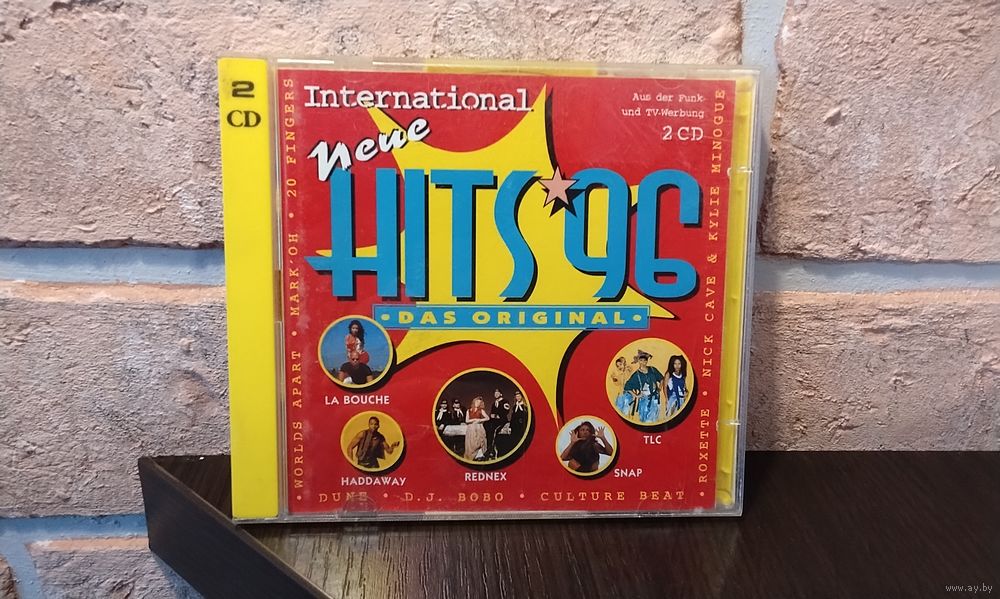 2
CD
International
Neue
HITS*96
• DAS ORIGINAL •
Aus der Funk-
und TV-Werbung
2 CD
LA BOUCHE
HADDAWAY
REDNEX
SNAP
TLC
• WORLDS APART • MARK'OH • 20 FINGERS
DUNE • D.J. BOBO • CULTURE BEAT
• ROXETTE • NICK CAVE & KYLIE MINOGUE
www.ay.by